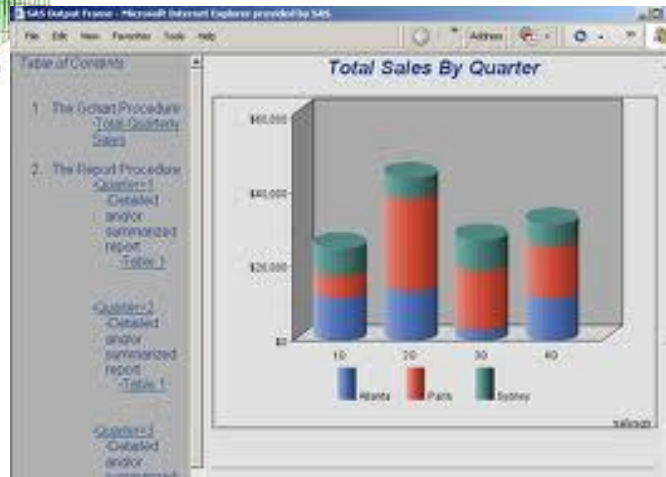 SAS Output Frame - Microsoft Internet Explorer provided by SAS
File Edit View Favorites Tools Help
Address
Table of Contents
1. The Gchart Procedure
·Total Quarterly
Sales
2. The Report Procedure
·Quarter=1
·Detailed
and/or
summarized
report
·Table 1
·Quarter=2
·Detailed
and/or
summarized
report
·Table 1
·Quarter=3
·Detailed
and/or
summarized
Total Sales By Quarter
$60,000
$40,000
$20,000
$0
1Q 2Q 3Q 4Q
Atlanta Paris Sydney